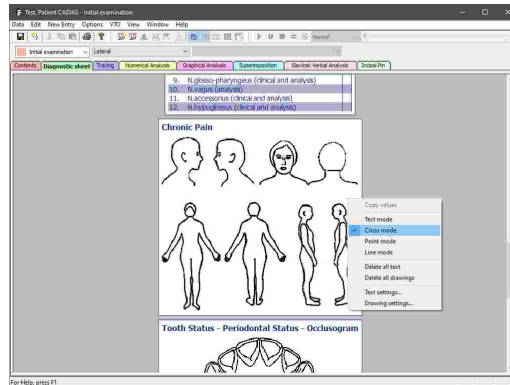 Test, Patient CADIAS - Initial examination
Data Edit New Entry Options VTO View Window Help
Normal
Initial examination Lateral
Contents Diagnostic sheet Tracing Numerical Analysis Graphical Analysis Superimposition Slavicek Verbal Analysis Incisal Pin
9. N.glosso-pharyngeus (clinical and analysis)
10. N.vagus (analysis)
11. N.accessorius (clinical and analysis)
12. N.hypoglossus (clinical and analysis)
Chronic Pain
Copy values
Text mode
Cross mode
Point mode
Line mode
Delete all text
Delete all drawings
Text settings...
Drawing settings...
Tooth Status - Periodontal Status - Occlusogram
For Help, press F1